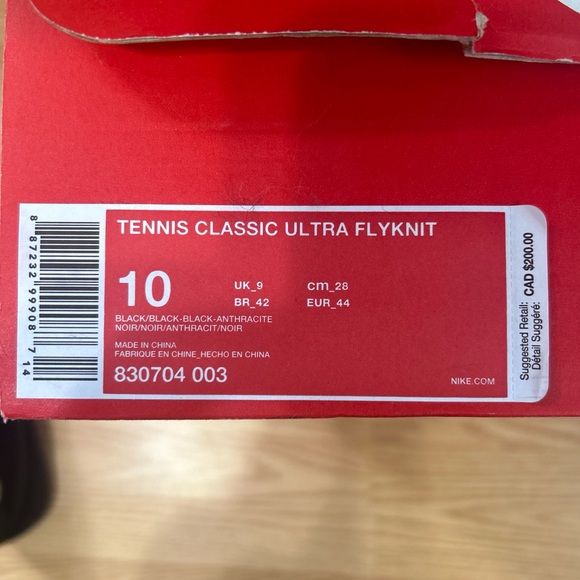 TENNIS CLASSIC ULTRA FLYKNIT
10
UK_9
cm_28
BR_42
EUR_44
BLACK/BLACK-BLACK-ANTHRACITE
NOIR/NOIR/ANTHRACIT/NOIR
MADE IN CHINA
FABRIQUE EN CHINE_HECHO EN CHINA
830704 003
NIKE.COM
8 87232 99908 7 14
Suggested Retail:
Détail Suggéré:
CAD $200.00